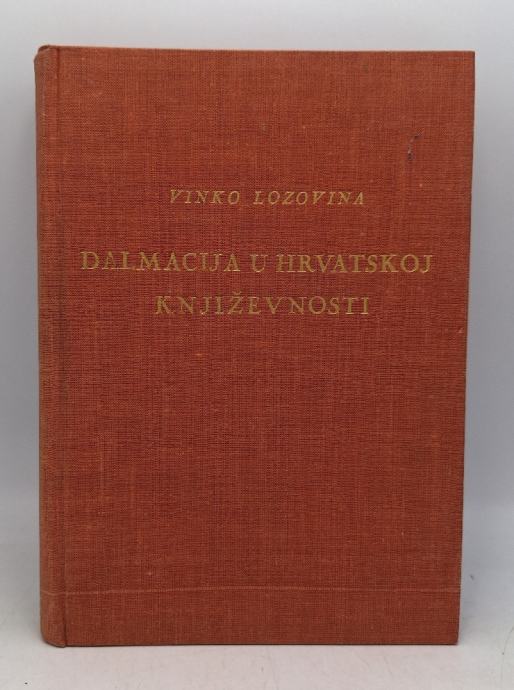 VINKO LOZOVINA
DALMACIJA U HRVATSKOJ
KNJIŽEVNOSTI